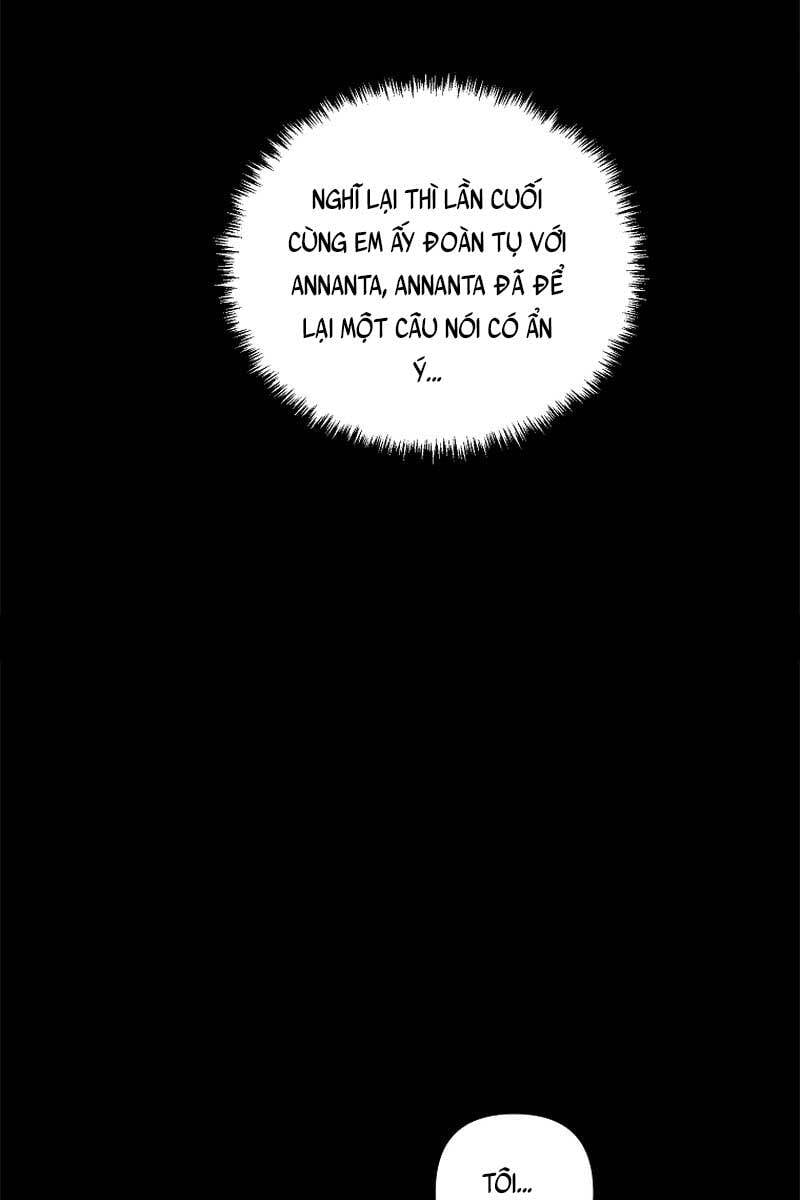 NGHĨ LẠI THÌ LẦN CUỐI
CÙNG EM ẤY ĐOÀN TỤ VỚI
ANNANTA, ANNANTA ĐÃ ĐỂ
LẠI MỘT CÂU NÓI CÓ ẨN
Ý...
TÔI...